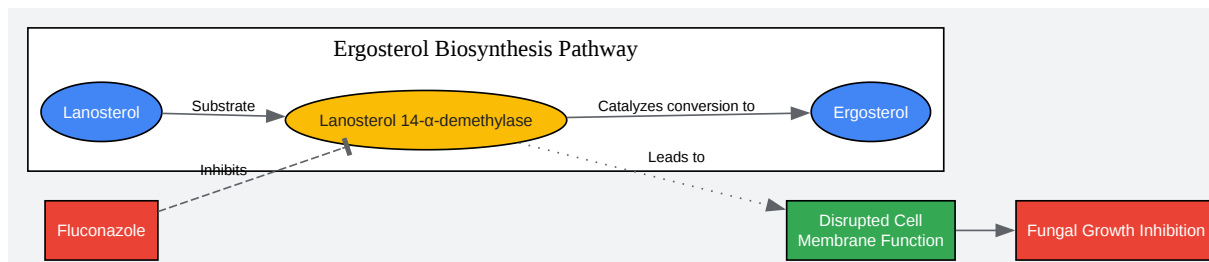 Ergosterol Biosynthesis Pathway
Lanosterol
Substrate
Lanosterol 14-α-demethylase
Catalyzes conversion to
Ergosterol
Inhibits
Leads to
Fluconazole
Disrupted Cell
Membrane Function
Fungal Growth Inhibition